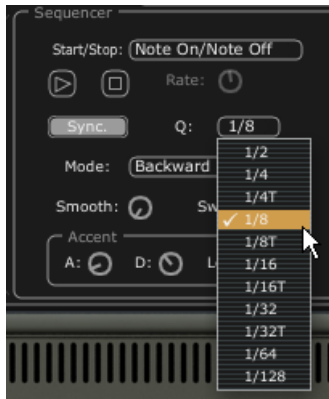 Sequencer
Start/Stop: Note On/Note Off
Rate:
Sync. Q: 1/8
1/2
Mode: Backward
1/4
1/4T
Smooth: Sw
✓ 1/8
Accent
1/8T
A: D: L
1/16
1/16T
1/32
1/32T
1/64
1/128